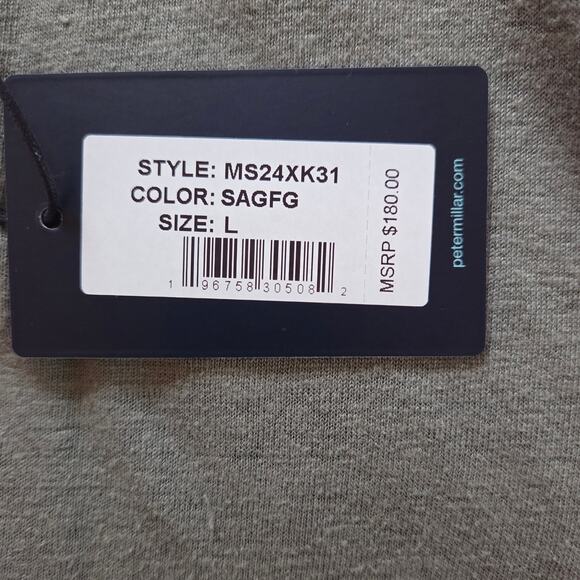 STYLE: MS24XK31
COLOR: SAGFG
SIZE: L
1 96758 30508 2
MSRP $180.00
petermillar.com